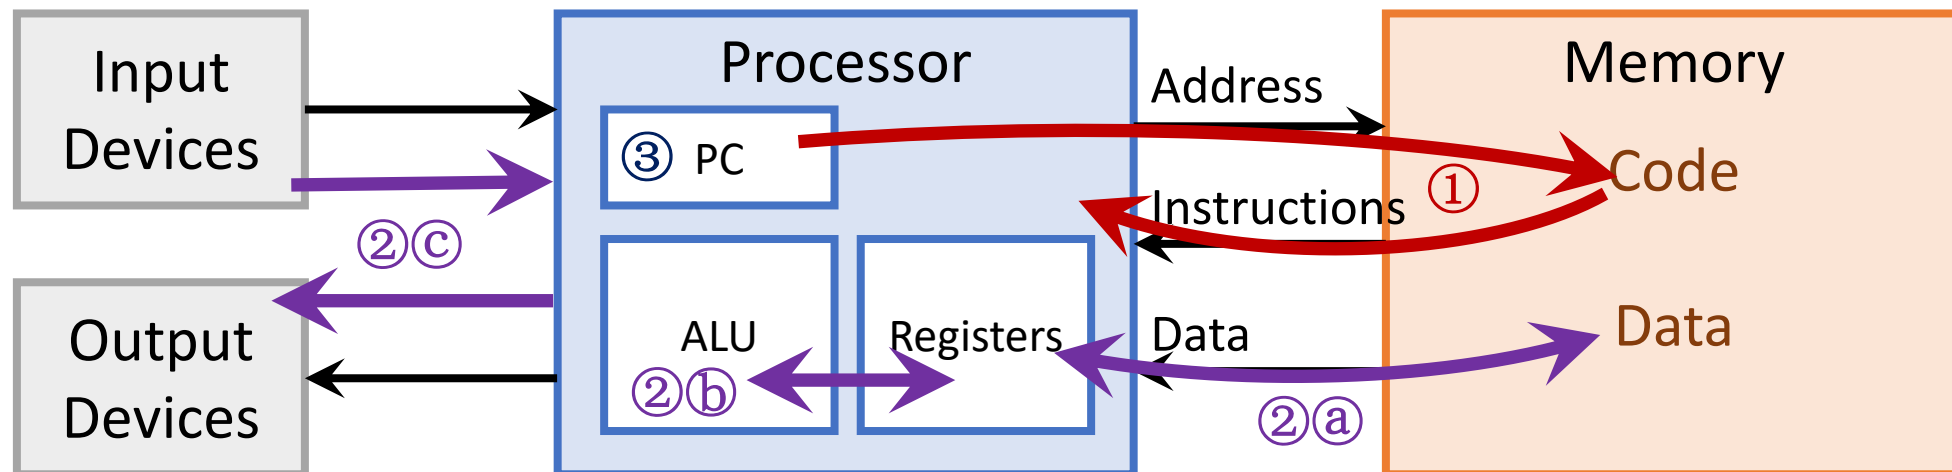 Input
Devices
②ⓒ
Output
Devices
Processor
③ PC
ALU
②ⓑ
Registers
Address
Instructions
Data
②ⓐ
Memory
①
Code
Data